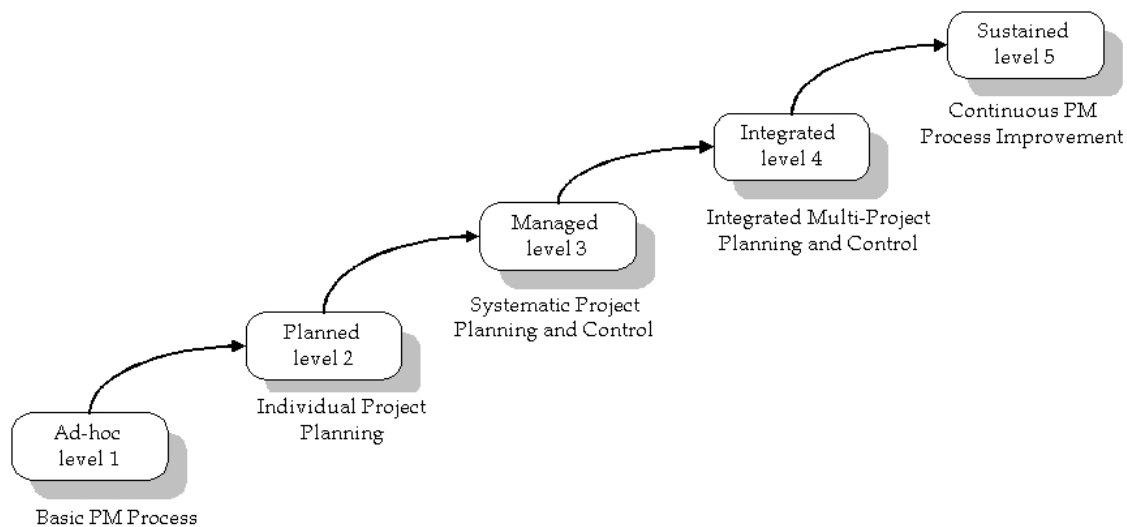 Sustained
level 5
Continuous PM
Process Improvement
Integrated
level 4
Integrated Multi-Project
Planning and Control
Managed
level 3
Systematic Project
Planning and Control
Planned
level 2
Individual Project
Planning
Ad-hoc
level 1
Basic PM Process